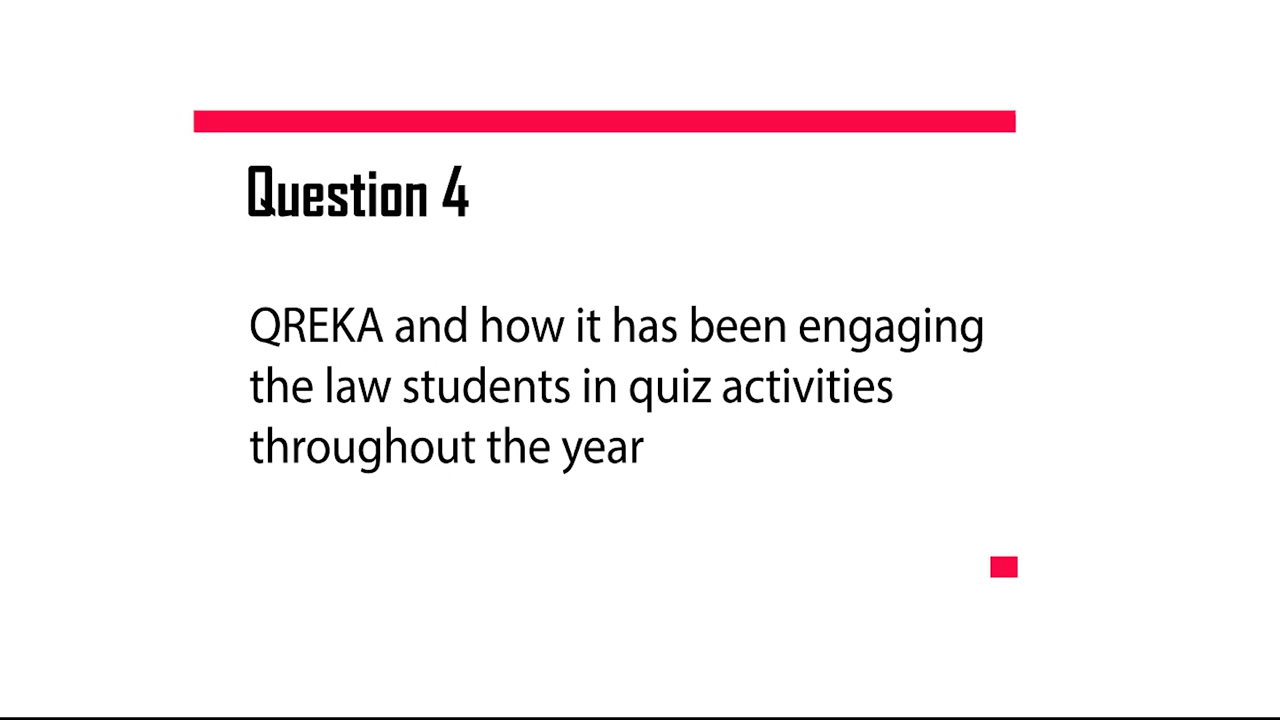 Question 4
QREKA and how it has been engaging
the law students in quiz activities
throughout the year